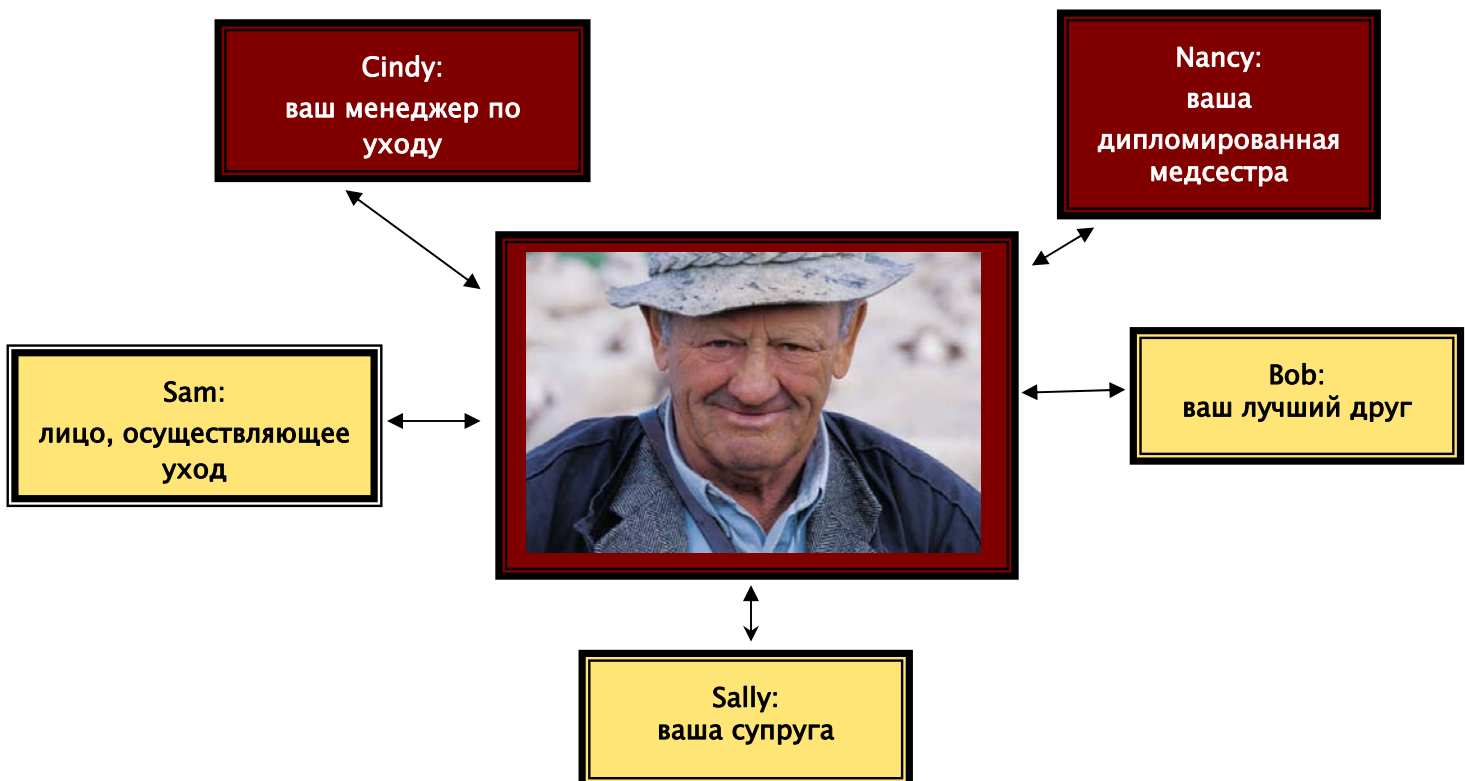 Cindy:
ваш менеджер по
уходу
Nancy:
ваша
дипломированная
медсестра
Sam:
лицо, осуществляющее
уход
Bob:
ваш лучший друг
Sally:
ваша супруга